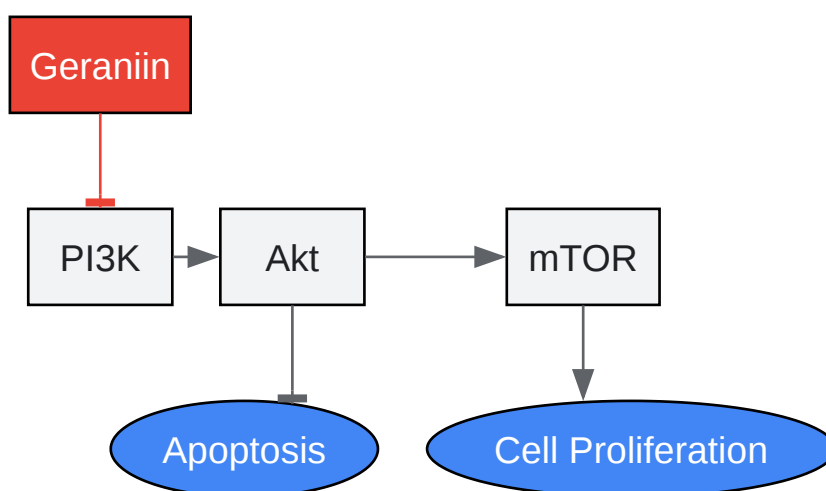 Geraniin
PI3K
Akt
mTOR
Apoptosis
Cell Proliferation